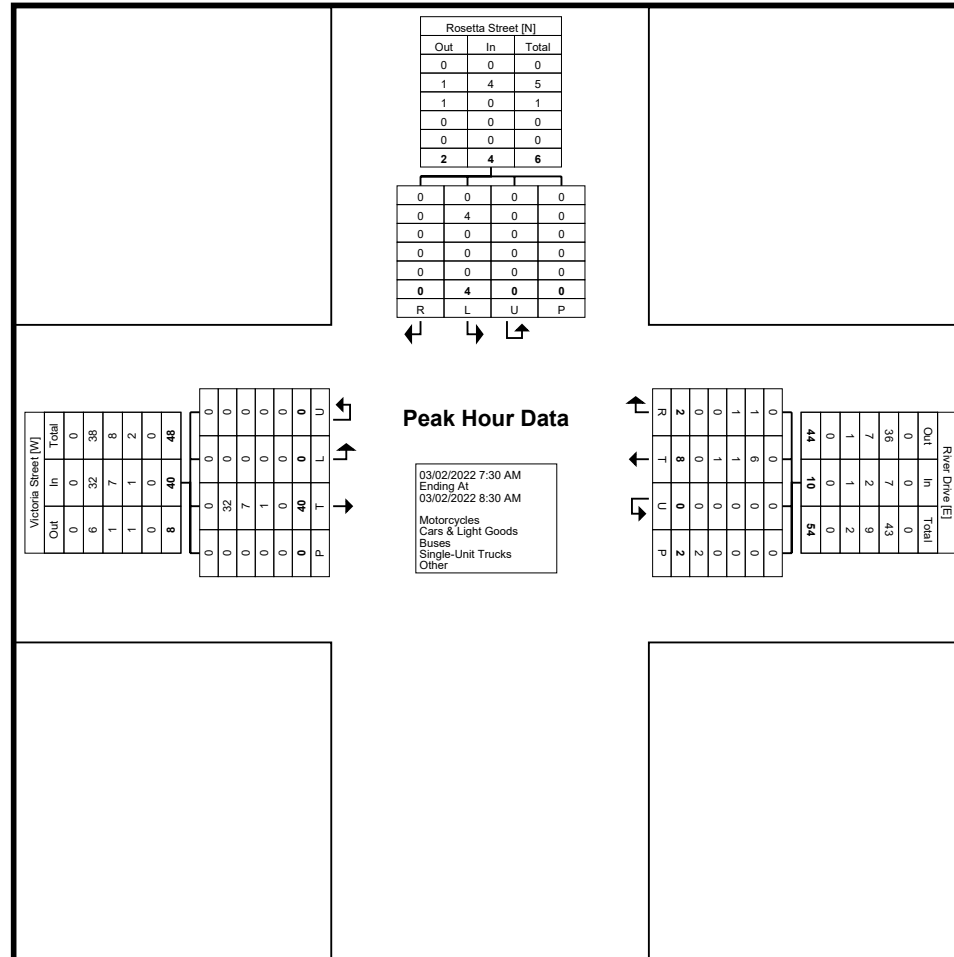 Rosetta Street [N]
Out In Total
0 0 0
1 4 5
1 0 1
0 0 0
0 0 0
2 4 6
0 0 0 0
0 4 0 0
0 0 0 0
0 0 0 0
0 0 0 0
0 4 0 0
R L U P
Victoria Street [W]
Out In Total
0 0 0
6 32 38
1 7 8
1 1 2
0 0 0
8 40 48
0 0 0 0
0 32 0 0
0 7 0 0
0 1 0 0
0 0 0 0
0 40 0 0
P T L U
Peak Hour Data
03/02/2022 7:30 AM
Ending At
03/02/2022 8:30 AM
Motorcycles
Cars & Light Goods
Buses
Single-Unit Trucks
Other
River Drive [E]
Out In Total
0 0 0
36 7 43
7 2 9
1 1 2
0 0 0
44 10 54
0 0 0 0
1 6 0 0
1 1 0 0
0 1 0 0
0 0 0 2
2 8 0 2
R T U P